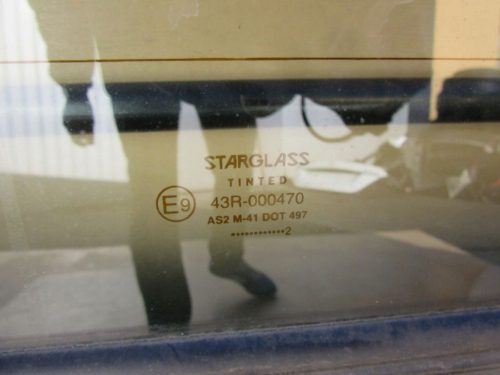 STARGLASS
TINTED
E9 43R-000470
AS2 M-41 DOT 497
••••••••••••2